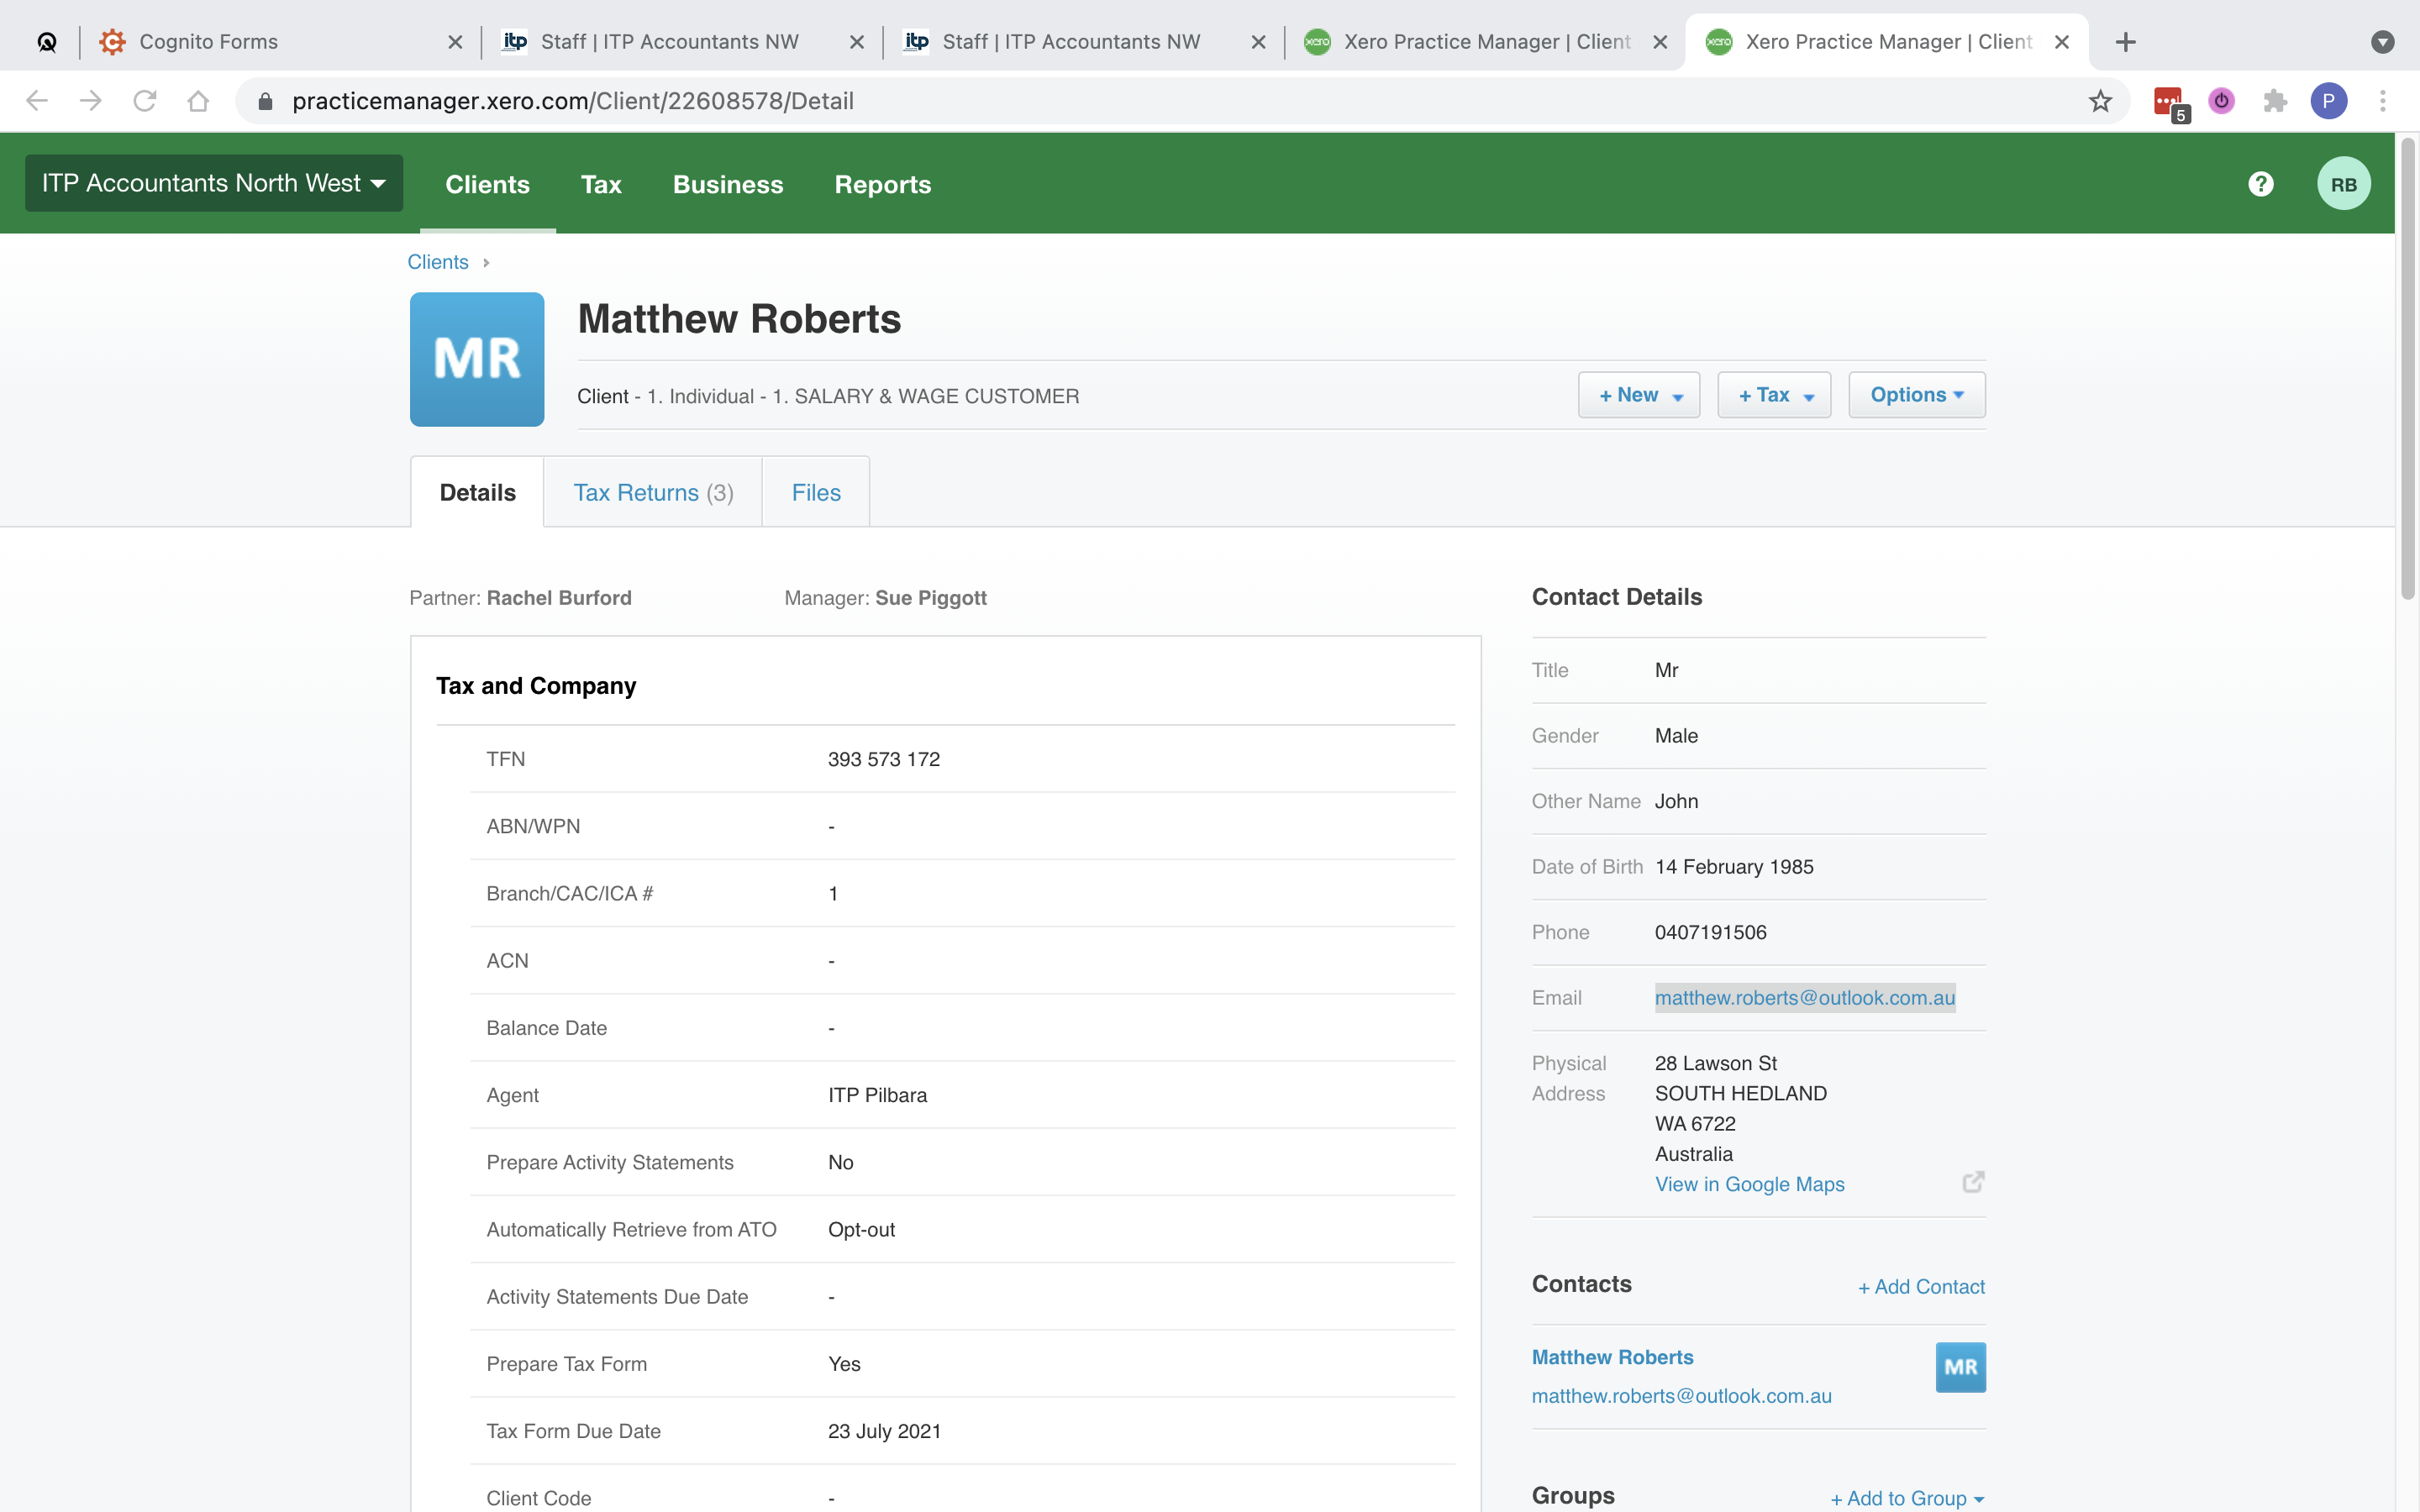 Cognito Forms
itp Staff | ITP Accountants NW
itp Staff | ITP Accountants NW
xero Xero Practice Manager | Client
xero Xero Practice Manager | Client
practicemanager.xero.com/Client/22608578/Detail
5
P
ITP Accountants North West
Clients
Tax
Business
Reports
?
RB
Clients
MR
Matthew Roberts
Client - 1. Individual - 1. SALARY & WAGE CUSTOMER
+ New
+ Tax
Options
Details
Tax Returns (3)
Files
Partner: Rachel Burford
Manager: Sue Piggott
Tax and Company
TFN 393 573 172
ABN/WPN -
Branch/CAC/ICA # 1
ACN -
Balance Date -
Agent ITP Pilbara
Prepare Activity Statements No
Automatically Retrieve from ATO Opt-out
Activity Statements Due Date -
Prepare Tax Form Yes
Tax Form Due Date 23 July 2021
Client Code -
Contact Details
Title Mr
Gender Male
Other Name John
Date of Birth 14 February 1985
Phone 0407191506
Email matthew.roberts@outlook.com.au
Physical Address 28 Lawson St
SOUTH HEDLAND
WA 6722
Australia
View in Google Maps
Contacts
+ Add Contact
Matthew Roberts
MR
matthew.roberts@outlook.com.au
Groups
+ Add to Group